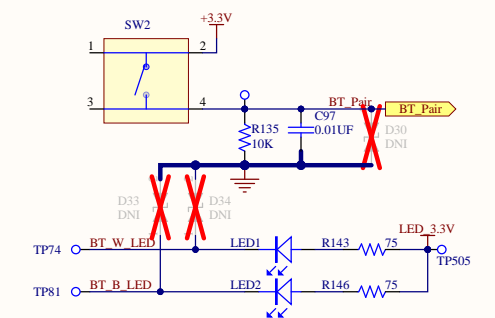 +3.3V
SW2
1
2
3
4
BT_Pair
BT_Pair
C97
R135
0.01UF
D30
10K
DNI
D33
D34
DNI
DNI
LED_3.3V
TP74
BT_W_LED
LED1
R143
75
TP505
TP81
BT_B_LED
LED2
R146
75